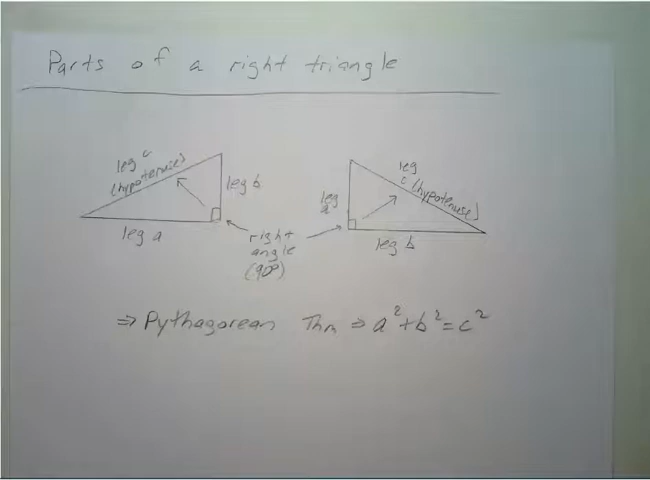 Parts of a right triangle
leg c
(hypotenuse)
leg b
leg a
right
angle
(90°)
leg
c (hypotenuse)
leg
a
leg b
⇒ Pythagorean Thm ⇒ a²+b²=c²